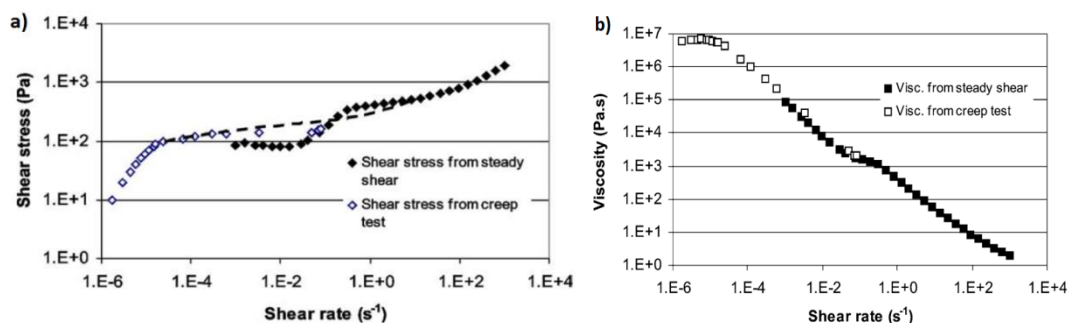 a)
1.E+4
1.E+3
1.E+2
1.E+1
1.E+0
Shear stress (Pa)
Shear stress from steady
shear
Shear stress from creep
test
1.E-6
1.E-4
1.E-2
1.E+0
1.E+2
1.E+4
Shear rate (s⁻¹)
b)
1.E+7
1.E+6
1.E+5
1.E+4
1.E+3
1.E+2
1.E+1
1.E+0
Viscosity (Pa.s)
Visc. from steady shear
Visc. from creep test
1.E-6
1.E-4
1.E-2
1.E+0
1.E+2
1.E+4
Shear rate (s⁻¹)